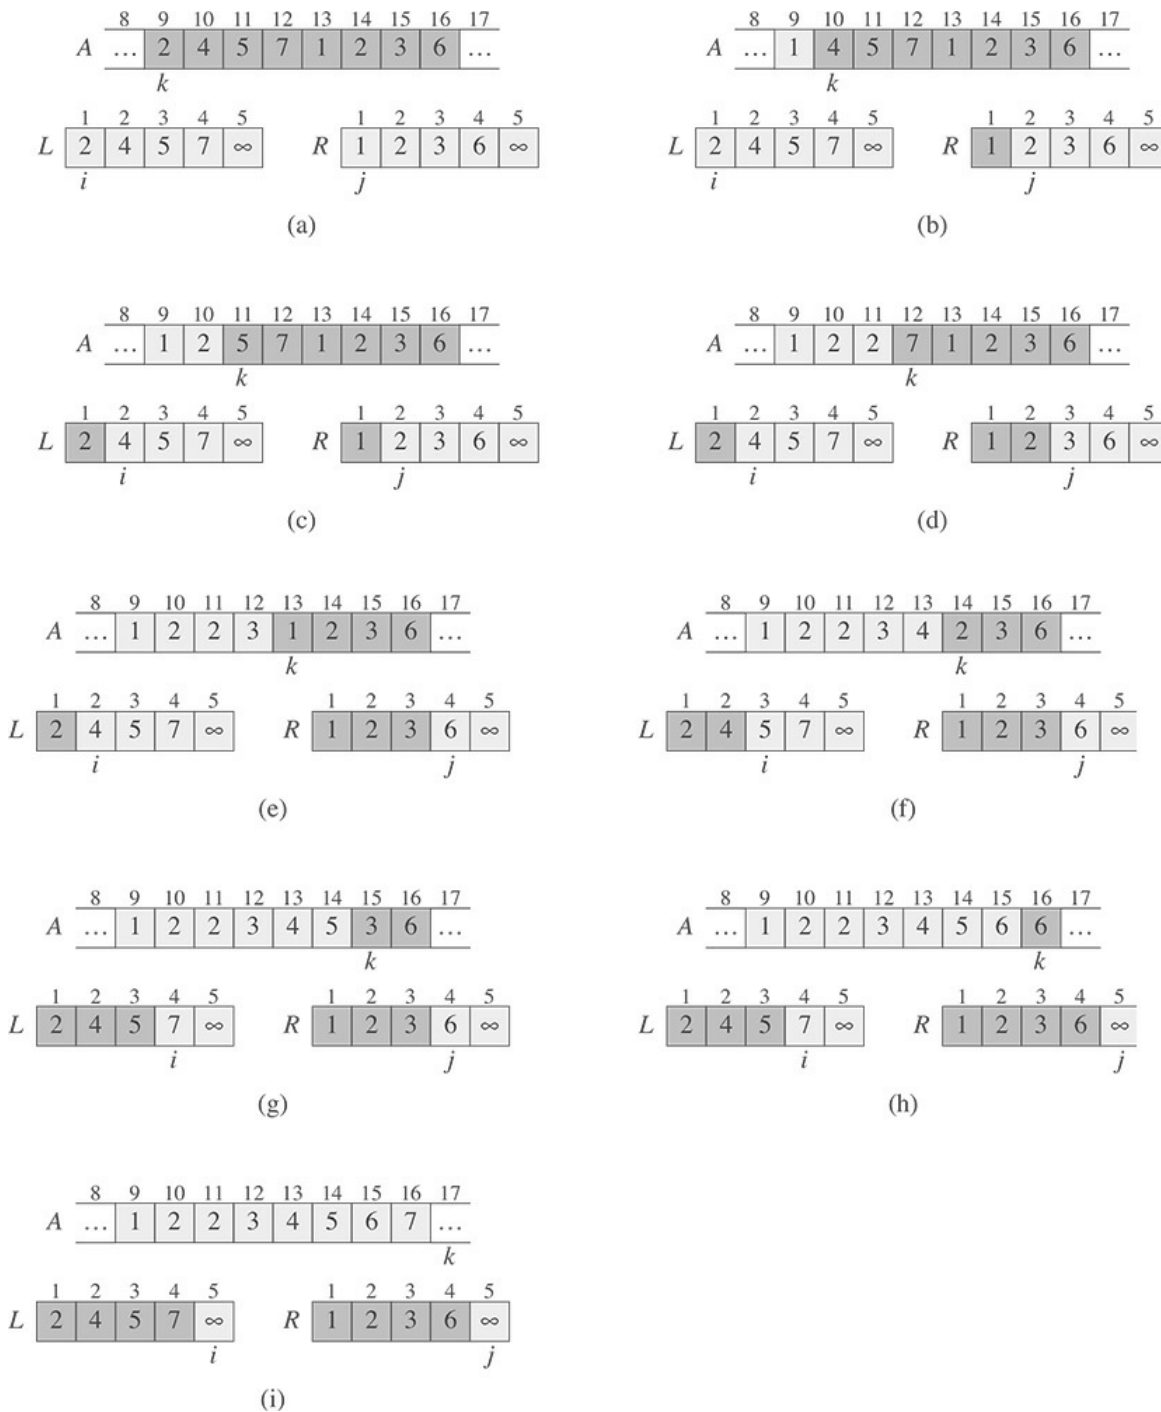 8 9 10 11 12 13 14 15 16 17
A … 2 4 5 7 1 2 3 6 …
k
1 2 3 4 5
L 2 4 5 7 ∞
i
1 2 3 4 5
R 1 2 3 6 ∞
j
(a)
8 9 10 11 12 13 14 15 16 17
A … 1 4 5 7 1 2 3 6 …
k
1 2 3 4 5
L 2 4 5 7 ∞
i
1 2 3 4 5
R 1 2 3 6 ∞
j
(b)
8 9 10 11 12 13 14 15 16 17
A … 1 2 5 7 1 2 3 6 …
k
1 2 3 4 5
L 2 4 5 7 ∞
i
1 2 3 4 5
R 1 2 3 6 ∞
j
(c)
8 9 10 11 12 13 14 15 16 17
A … 1 2 2 7 1 2 3 6 …
k
1 2 3 4 5
L 2 4 5 7 ∞
i
1 2 3 4 5
R 1 2 3 6 ∞
j
(d)
8 9 10 11 12 13 14 15 16 17
A … 1 2 2 3 1 2 3 6 …
k
1 2 3 4 5
L 2 4 5 7 ∞
i
1 2 3 4 5
R 1 2 3 6 ∞
j
(e)
8 9 10 11 12 13 14 15 16 17
A … 1 2 2 3 4 2 3 6 …
k
1 2 3 4 5
L 2 4 5 7 ∞
i
1 2 3 4 5
R 1 2 3 6 ∞
j
(f)
8 9 10 11 12 13 14 15 16 17
A … 1 2 2 3 4 5 3 6 …
k
1 2 3 4 5
L 2 4 5 7 ∞
i
1 2 3 4 5
R 1 2 3 6 ∞
j
(g)
8 9 10 11 12 13 14 15 16 17
A … 1 2 2 3 4 5 6 6 …
k
1 2 3 4 5
L 2 4 5 7 ∞
i
1 2 3 4 5
R 1 2 3 6 ∞
j
(h)
8 9 10 11 12 13 14 15 16 17
A … 1 2 2 3 4 5 6 7 …
k
1 2 3 4 5
L 2 4 5 7 ∞
i
1 2 3 4 5
R 1 2 3 6 ∞
j
(i)